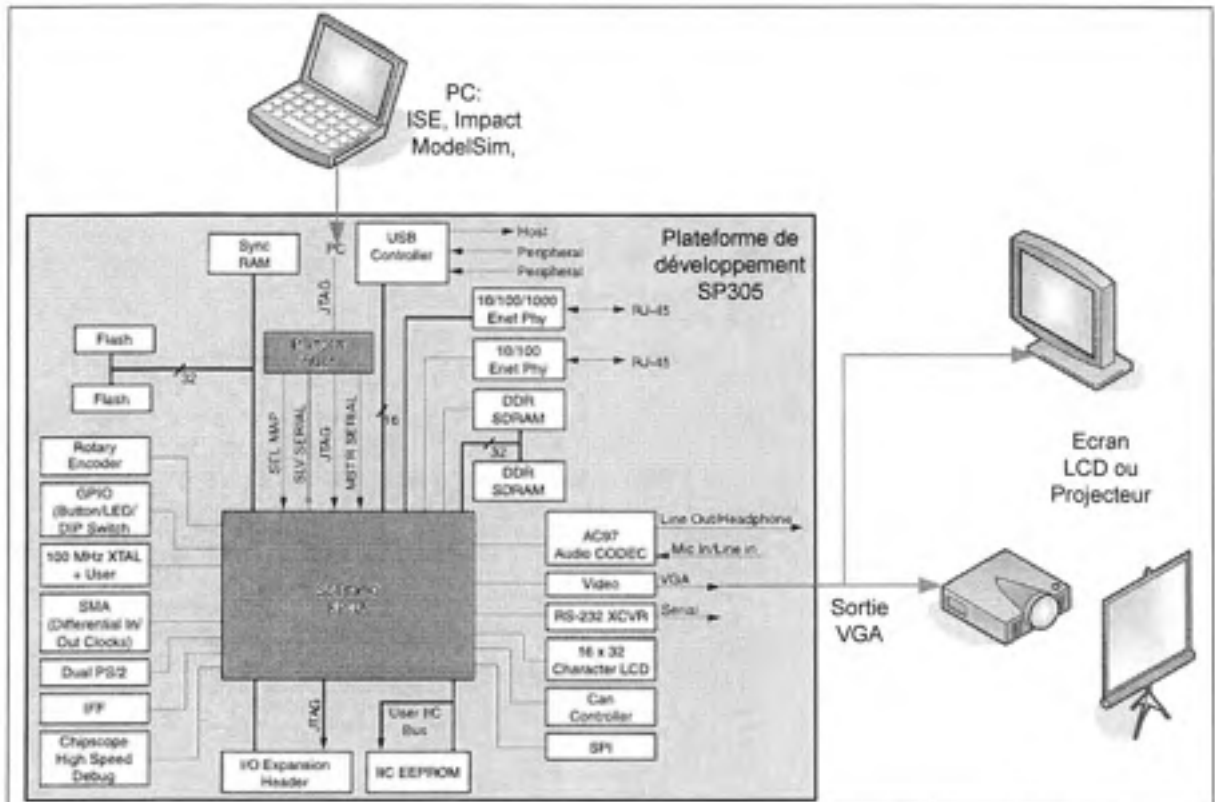 PC:
ISE, Impact
ModelSim,
Plateforme de
développement
SP305
Sync
RAM
JTAG
USB
Controller
Host
Peripheral
Peripheral
10/100/1000
Enet Phy
RJ-45
10/100
Enet Phy
RJ-45
Flash
Flash
32
SEL MAP
SLV SERIAL
JTAG
MSTR SERIAL
16
DDR
SDRAM
32
DDR
SDRAM
Rotary
Encoder
GPIO
(Button/LED/
DIP Switch
100 MHz XTAL
+ User
SMA
(Differential In/
Out Clocks)
Dual PS/2
IFF
Chipscope
High Speed
Debug
AC97
Audio CODEC
Line Out/Headphone
Mic In/Line in
Video
VGA
RS-232 XCVR
Serial
16 x 32
Character LCD
Can
Controller
SPI
JTAG
User IIC
Bus
I/O Expansion
Header
IIC EEPROM
Ecran
LCD ou
Projecteur
Sortie
VGA